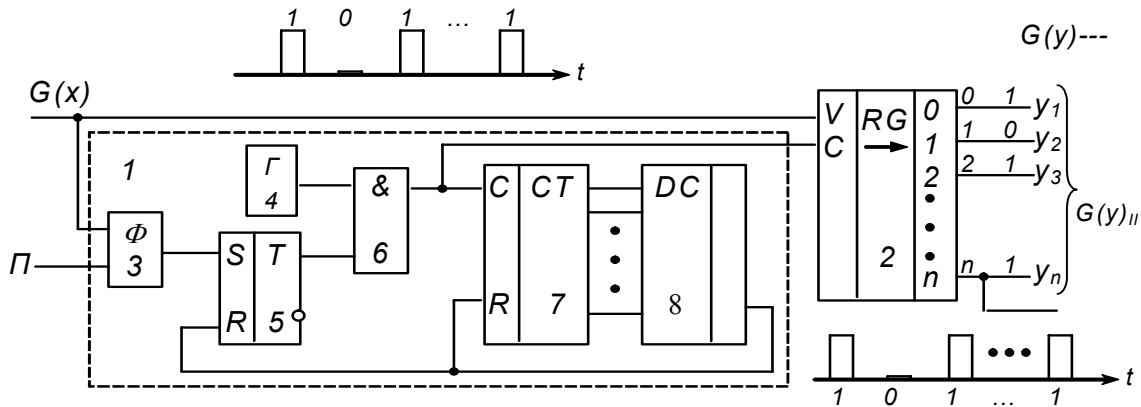 1 0 1 ... 1
t
G(y)---
G(x)
V
C
RG
2
0
1
2
n
0 1 y₁
1 0 y₂
2 1 y₃
n 1 yₙ
G(y)ıı
1
Г
4
&
6
C CT
R 7
DC
8
Ф
3
П
S T
R 5
1 0 1 ... 1
t